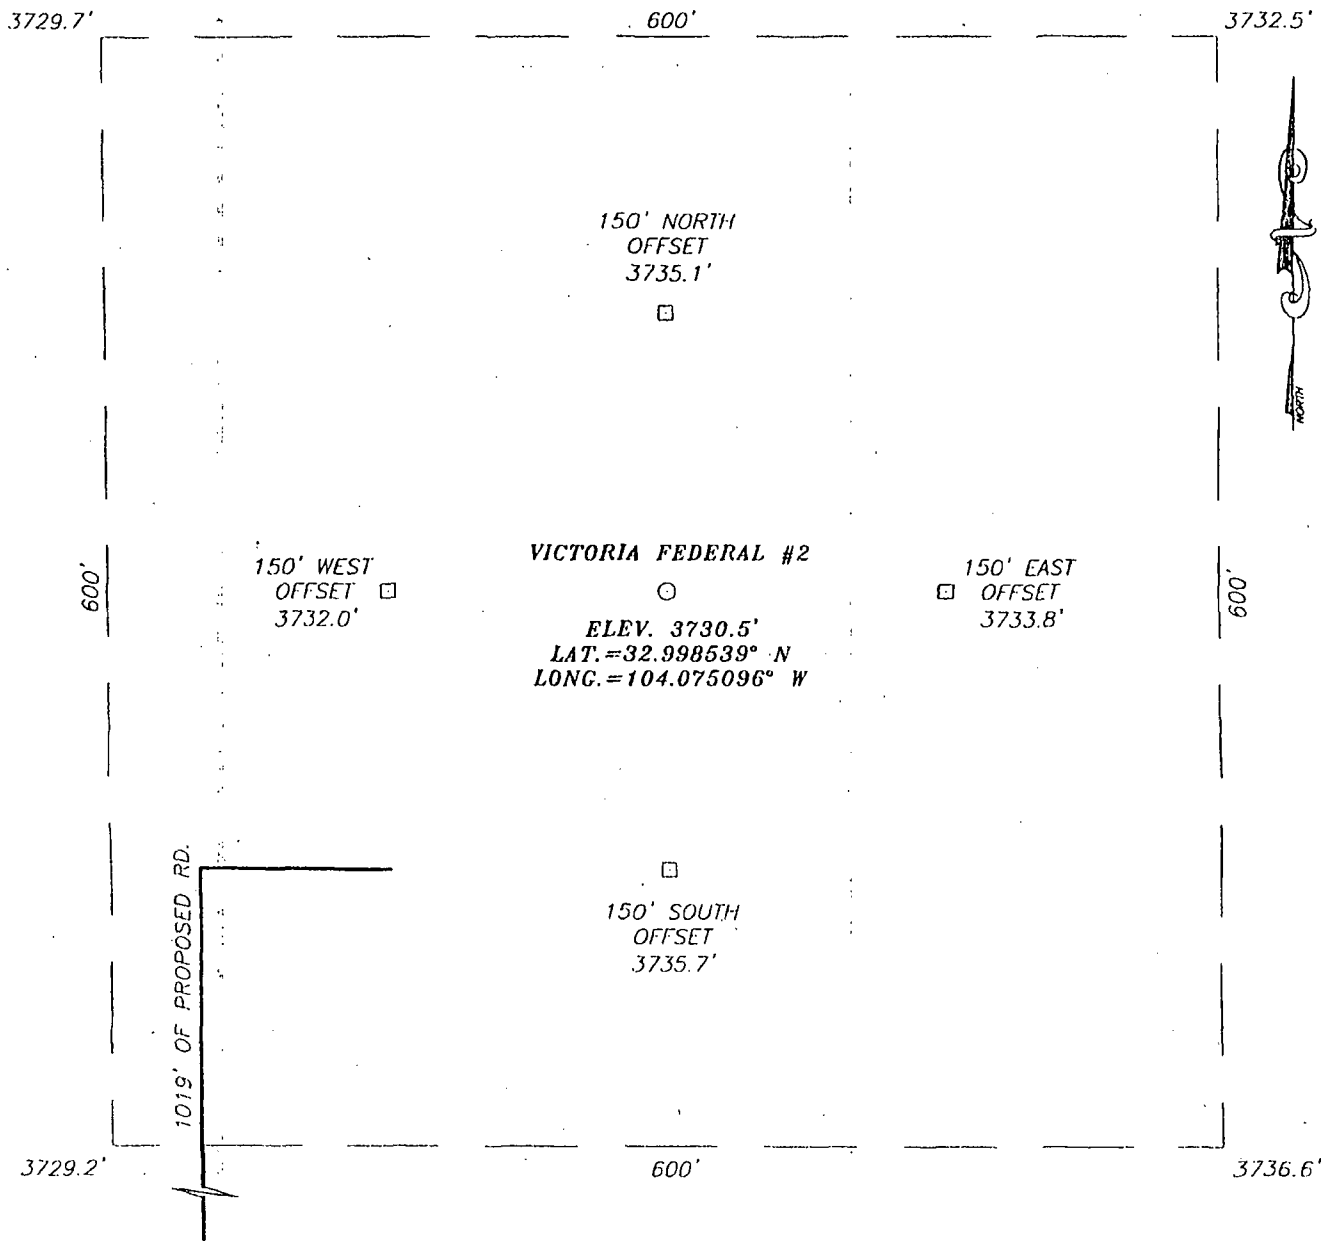 3729.7'
600'
3732.5'
150' NORTH
OFFSET
3735.1'
NORTH
150' WEST
OFFSET
3732.0'
VICTORIA FEDERAL #2
150' EAST
OFFSET
3733.8'
600'
600'
ELEV. 3730.5'
LAT.=32.998539° N
LONG.=104.075096° W
1019' OF PROPOSED RD.
150' SOUTH
OFFSET
3735.7'
3729.2'
600'
3736.6'